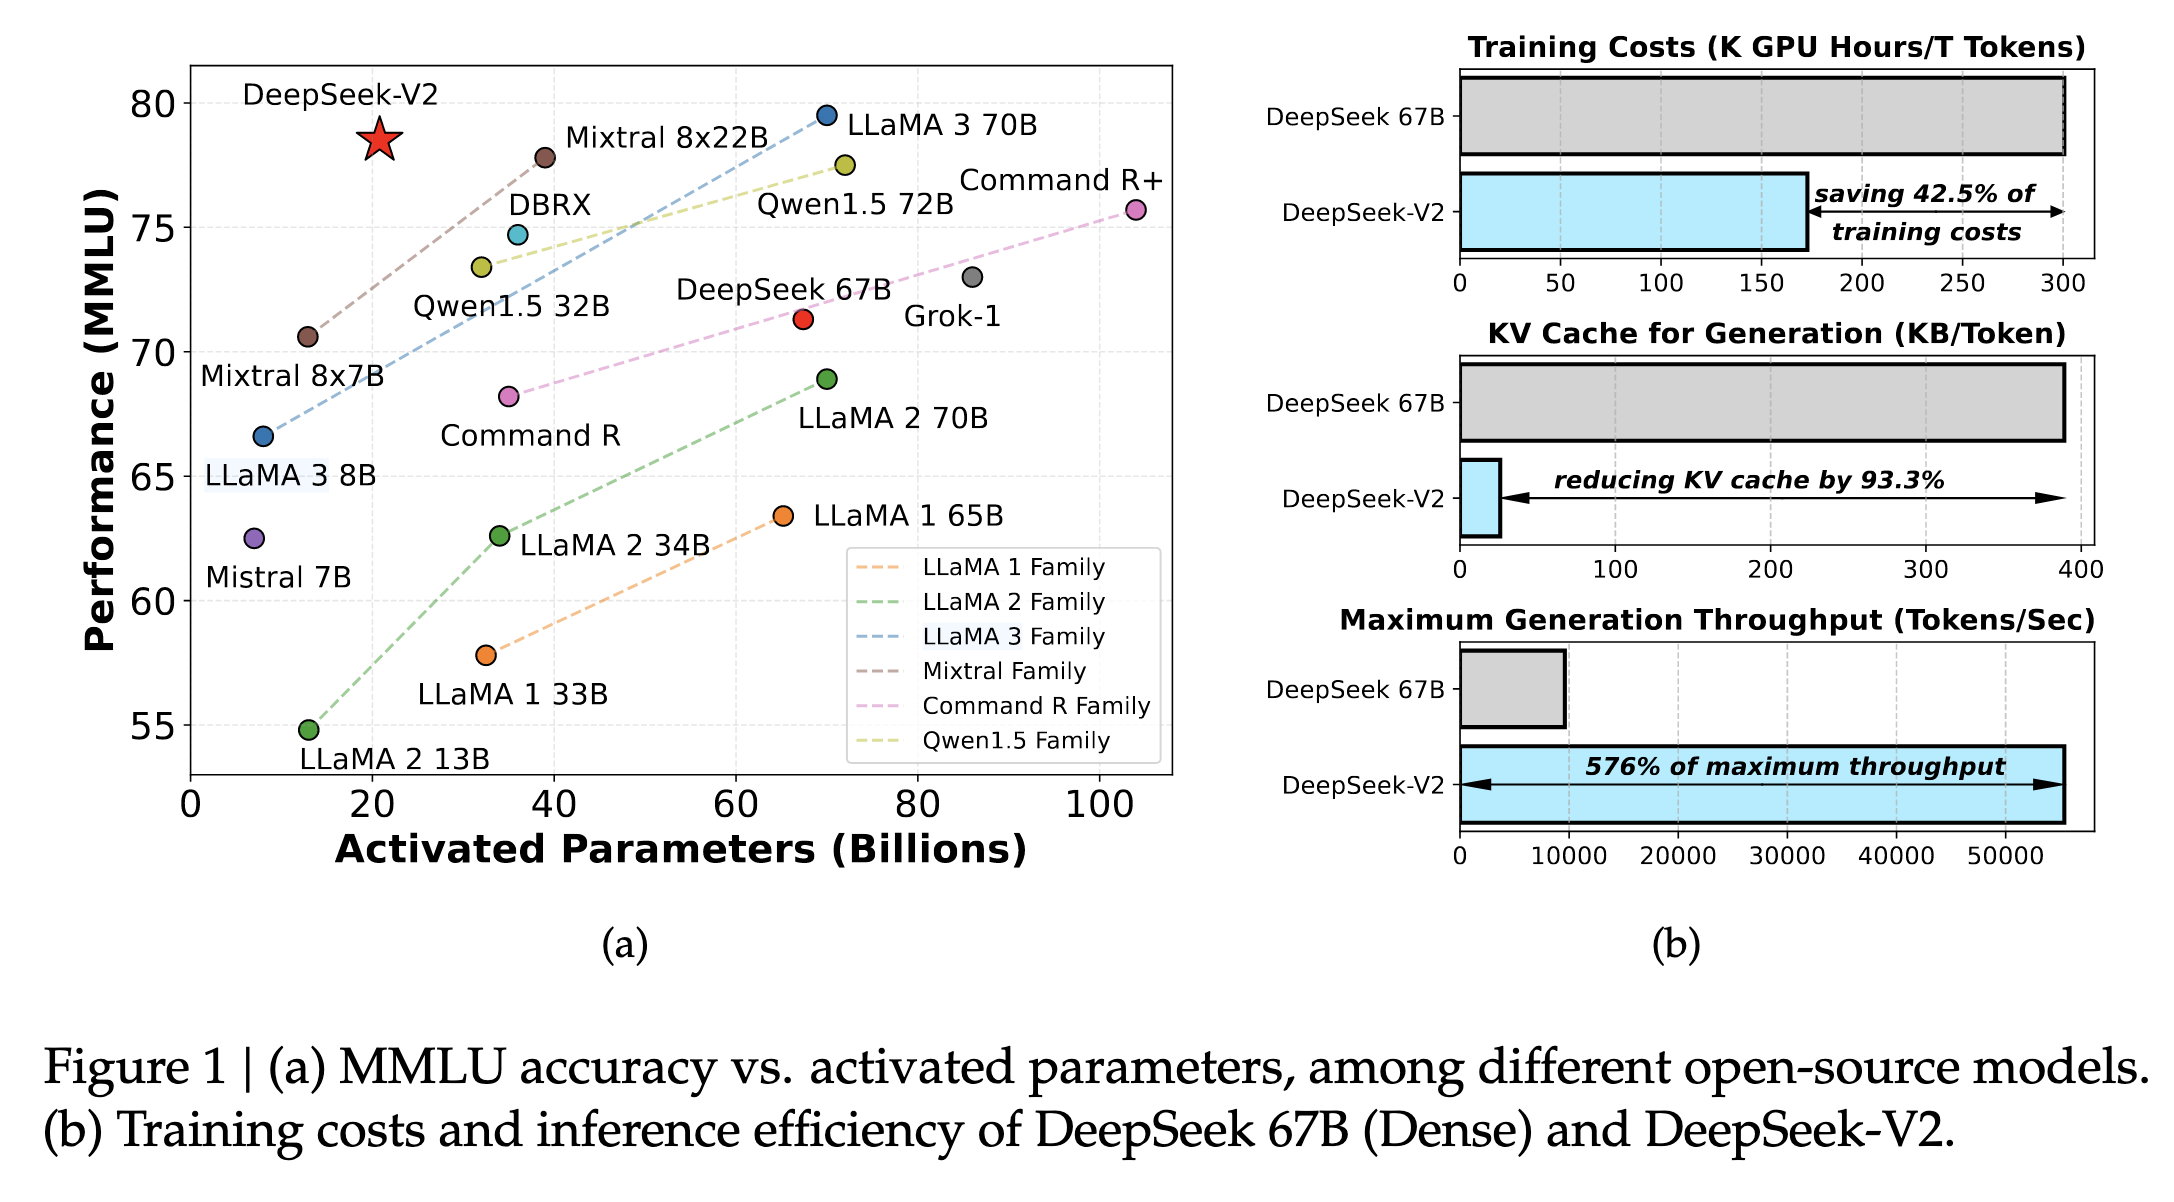 DeepSeek-V2
Mixtral 8x22B
LLaMA 3 70B
Command R+
Qwen1.5 72B
DBRX
Qwen1.5 32B
DeepSeek 67B
Grok-1
Mixtral 8x7B
LLaMA 3 8B
Command R
LLaMA 2 70B
Mistral 7B
LLaMA 2 34B
LLaMA 1 65B
LLaMA 1 33B
LLaMA 2 13B
LLaMA 1 Family
LLaMA 2 Family
LLaMA 3 Family
Mixtral Family
Command R Family
Qwen1.5 Family
80
75
70
65
60
55
Performance (MMLU)
0 20 40 60 80 100
Activated Parameters (Billions)
(a)
Training Costs (K GPU Hours/T Tokens)
DeepSeek 67B
DeepSeek-V2
saving 42.5% of
training costs
0 50 100 150 200 250 300
KV Cache for Generation (KB/Token)
DeepSeek 67B
DeepSeek-V2
reducing KV cache by 93.3%
0 100 200 300 400
Maximum Generation Throughput (Tokens/Sec)
DeepSeek 67B
DeepSeek-V2
576% of maximum throughput
0 10000 20000 30000 40000 50000
(b)
Figure 1 | (a) MMLU accuracy vs. activated parameters, among different open-source models.
(b) Training costs and inference efficiency of DeepSeek 67B (Dense) and DeepSeek-V2.